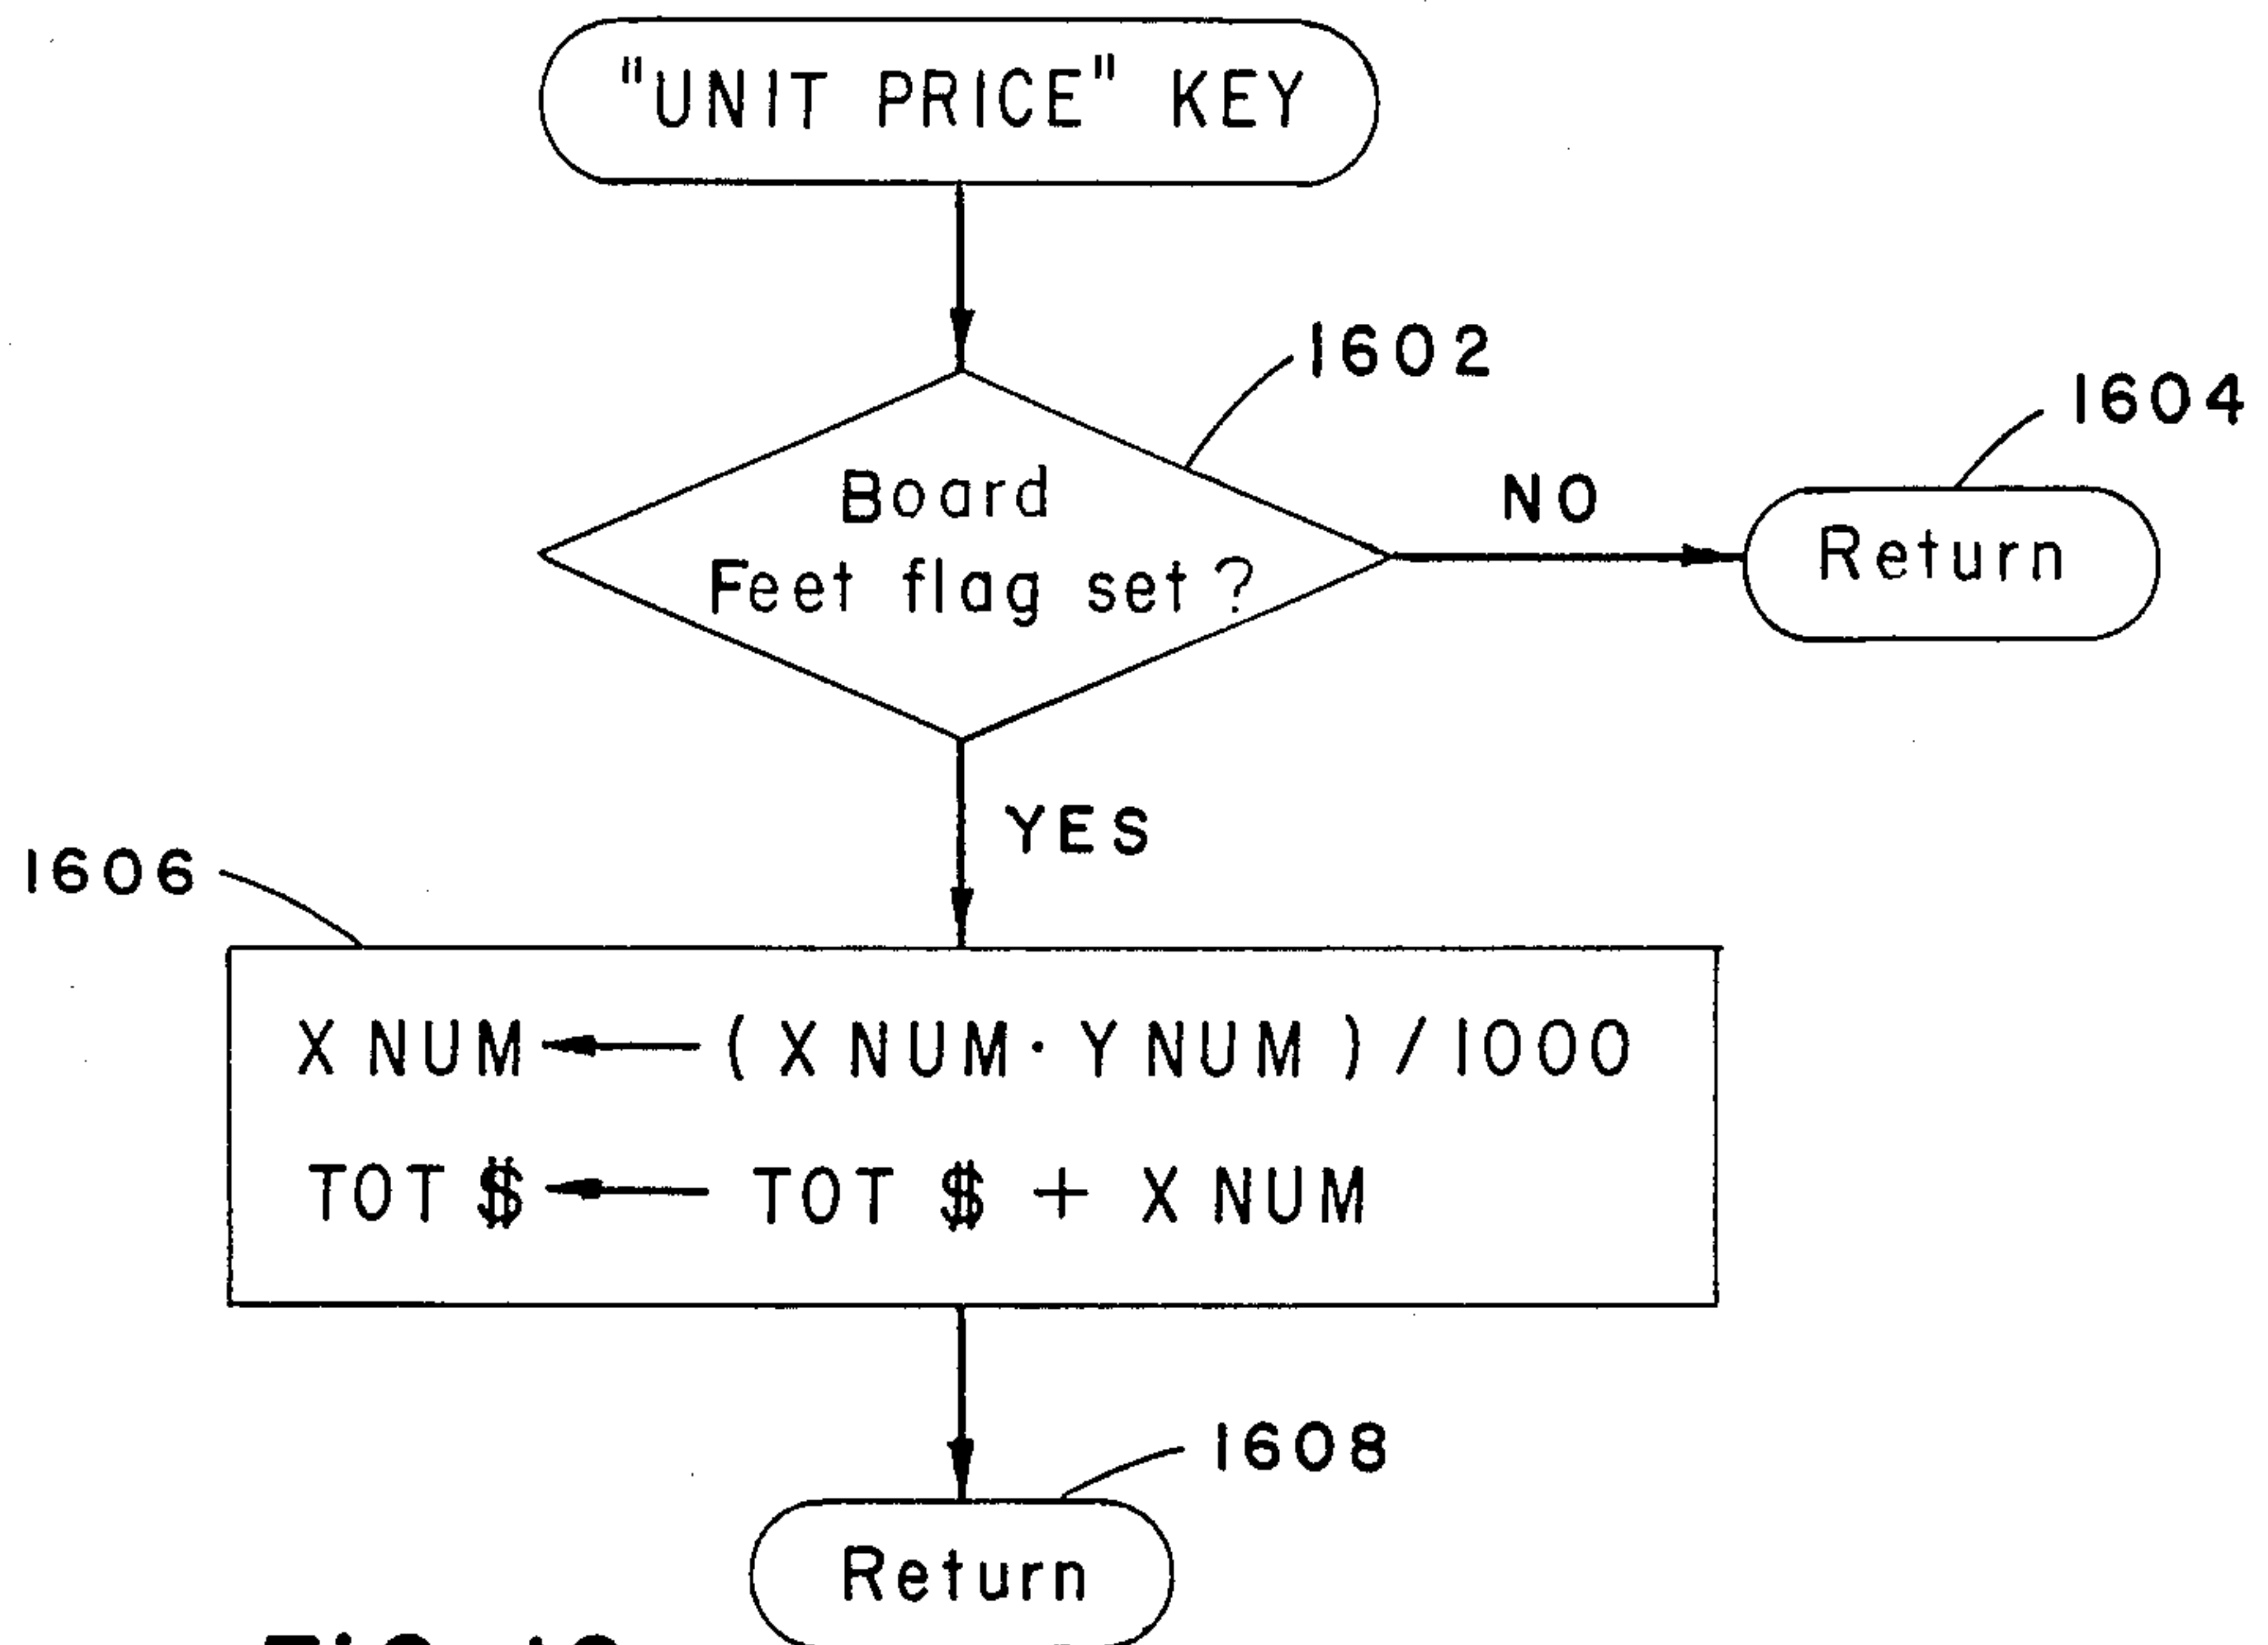 "UNIT PRICE" KEY
1602
1604
Board
Feet flag set?
NO
Return
YES
1606
X NUM ← (X NUM · Y NUM) / 1000
TOT $ ← TOT $ + X NUM
1608
Return